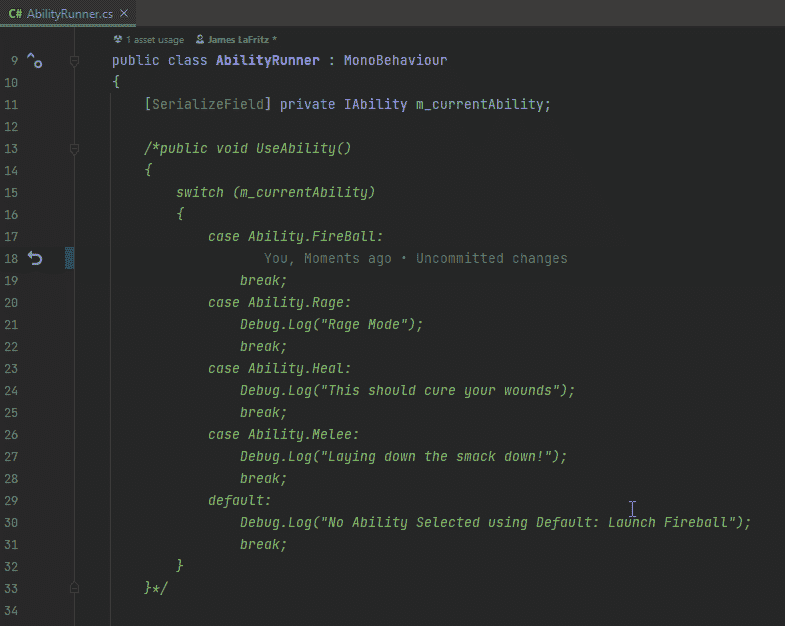 C# AbilityRunner.cs ×
1 asset usage James LaFritz *
9 public class AbilityRunner : MonoBehaviour
10 {
11 [SerializeField] private IAbility m_currentAbility;
12
13 /*public void UseAbility()
14 {
15 switch (m_currentAbility)
16 {
17 case Ability.FireBall:
18 You, Moments ago • Uncommitted changes
19 break;
20 case Ability.Rage:
21 Debug.Log("Rage Mode");
22 break;
23 case Ability.Heal:
24 Debug.Log("This should cure your wounds");
25 break;
26 case Ability.Melee:
27 Debug.Log("Laying down the smack down!");
28 break;
29 default:
30 Debug.Log("No Ability Selected using Default: Launch Fireball");
31 break;
32 }
33 }*/
34